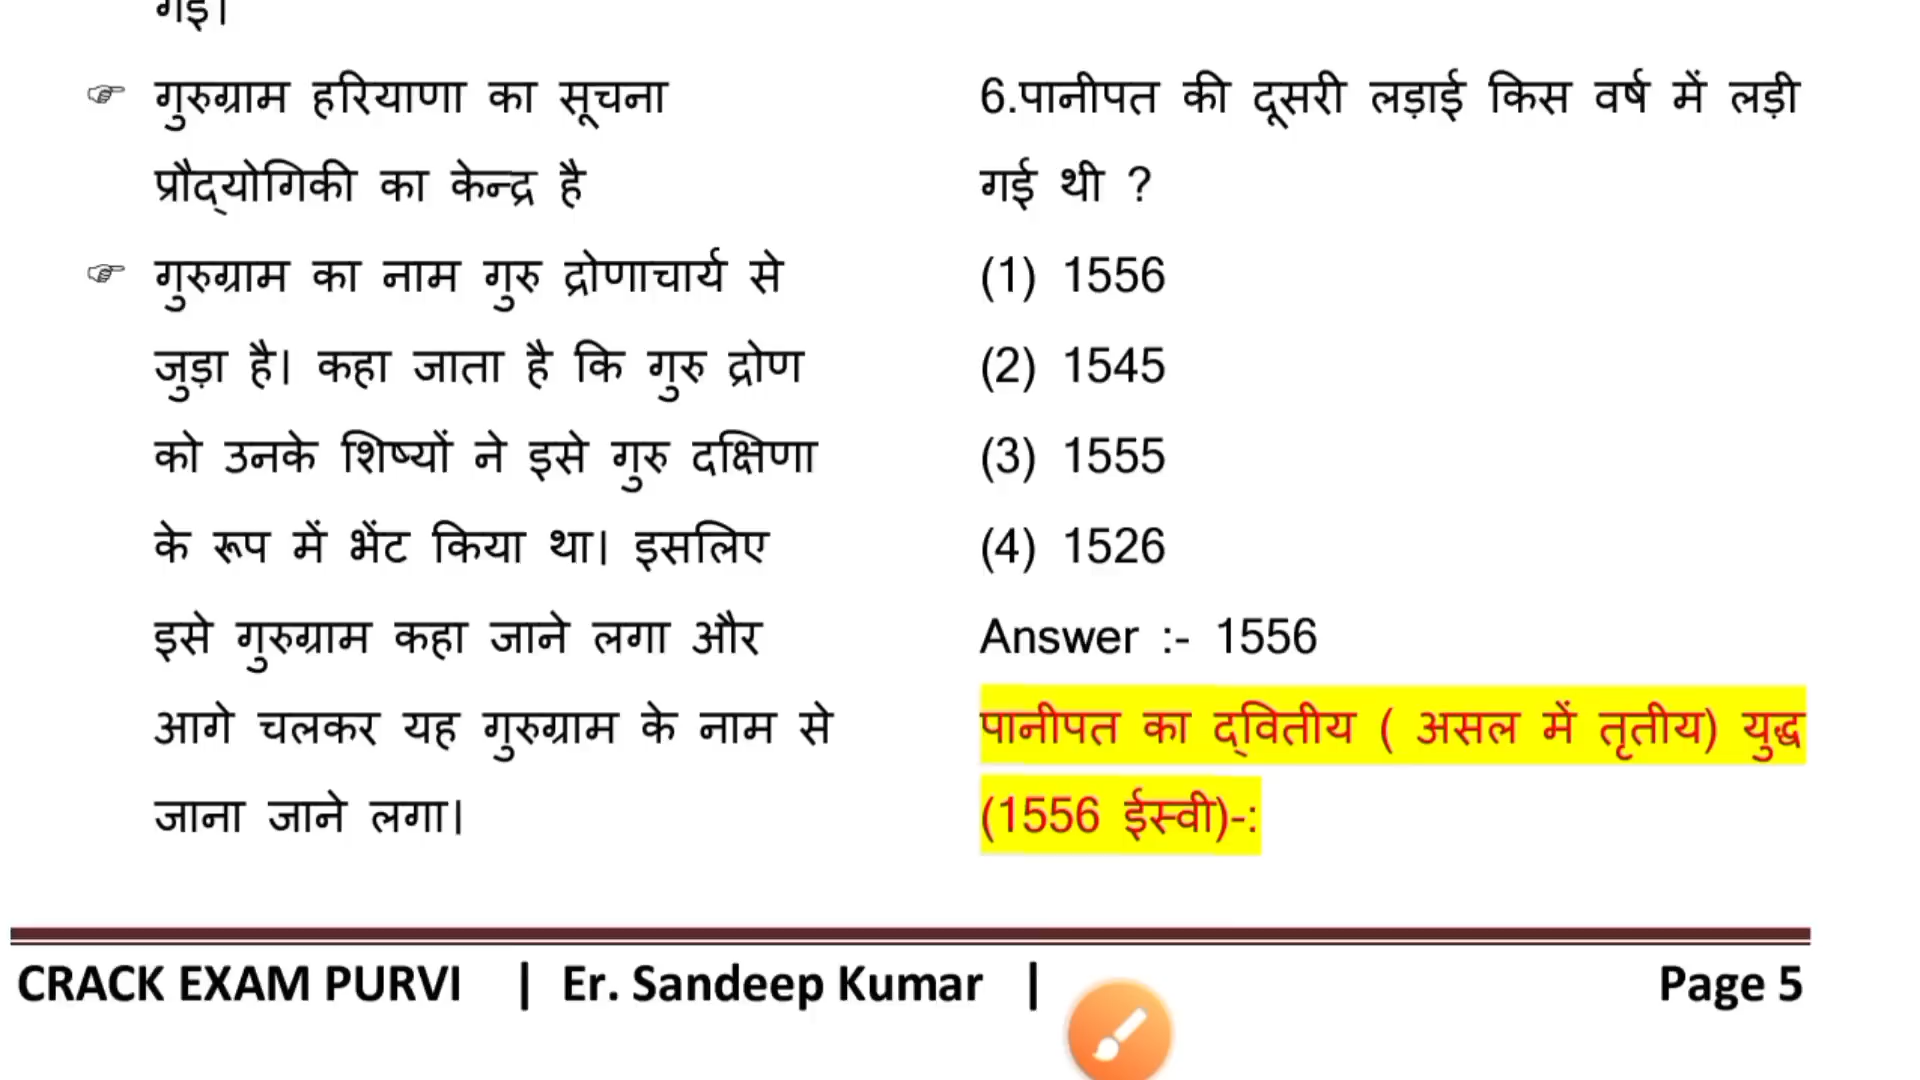 गई।
गुरुग्राम हरियाणा का सूचना
प्रौद्योगिकी का केन्द्र है
गुरुग्राम का नाम गुरु द्रोणाचार्य से
जुड़ा है। कहा जाता है कि गुरु द्रोण
को उनके शिष्यों ने इसे गुरु दक्षिणा
के रूप में भेंट किया था। इसलिए
इसे गुरुग्राम कहा जाने लगा और
आगे चलकर यह गुरुग्राम के नाम से
जाना जाने लगा।
6.पानीपत की दूसरी लड़ाई किस वर्ष में लड़ी
गई थी ?
(1) 1556
(2) 1545
(3) 1555
(4) 1526
Answer :- 1556
पानीपत का द्वितीय ( असल में तृतीय) युद्ध
(1556 ईस्वी)-:
CRACK EXAM PURVI | Er. Sandeep Kumar | Page 5